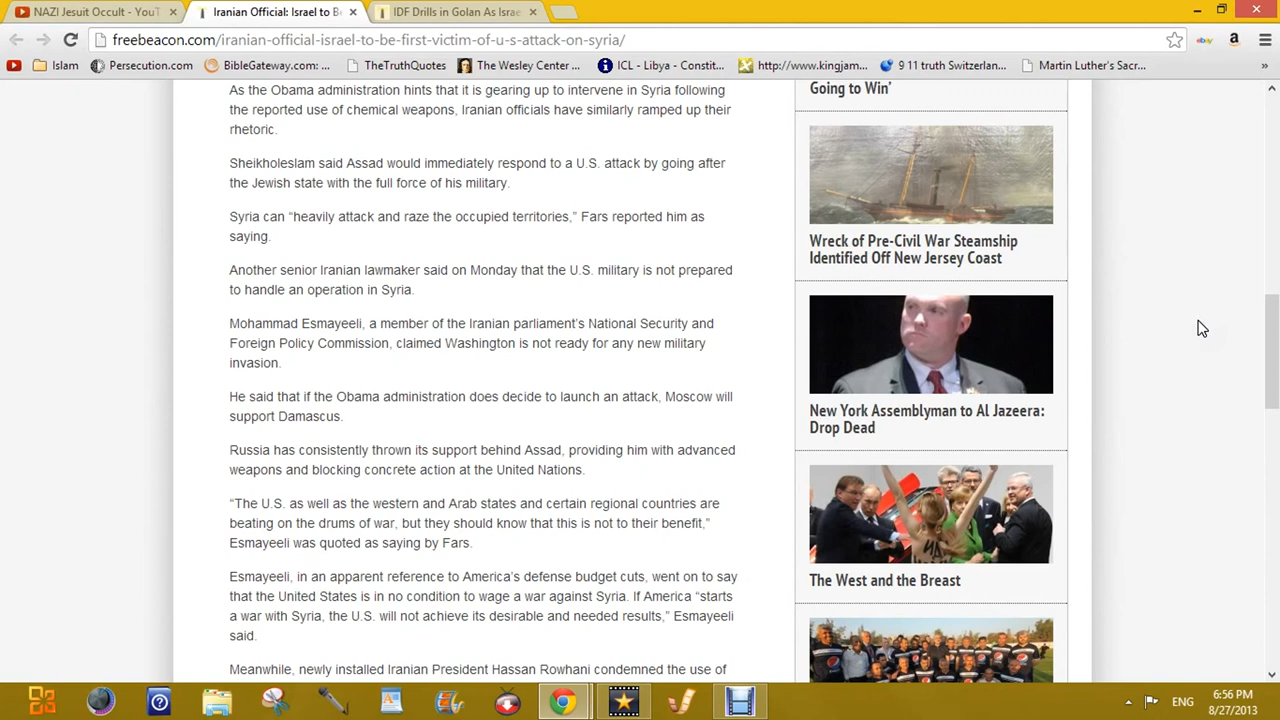 NAZI Jesuit Occult - YouT
Iranian Official: Israel to B
IDF Drills in Golan As Israe
freebeacon.com/iranian-official-israel-to-be-first-victim-of-u-s-attack-on-syria/
Islam
Persecution.com
BibleGateway.com: ...
TheTruthQuotes
The Wesley Center ...
ICL - Libya - Constit...
http://www.kingjam...
9 11 truth Switzerlan...
Martin Luther's Sacr...
»
As the Obama administration hints that it is gearing up to intervene in Syria following
the reported use of chemical weapons, Iranian officials have similarly ramped up their
rhetoric.
Sheikholeslam said Assad would immediately respond to a U.S. attack by going after
the Jewish state with the full force of his military.
Syria can “heavily attack and raze the occupied territories,” Fars reported him as
saying.
Another senior Iranian lawmaker said on Monday that the U.S. military is not prepared
to handle an operation in Syria.
Mohammad Esmayeeli, a member of the Iranian parliament’s National Security and
Foreign Policy Commission, claimed Washington is not ready for any new military
invasion.
He said that if the Obama administration does decide to launch an attack, Moscow will
support Damascus.
Russia has consistently thrown its support behind Assad, providing him with advanced
weapons and blocking concrete action at the United Nations.
“The U.S. as well as the western and Arab states and certain regional countries are
beating on the drums of war, but they should know that this is not to their benefit,”
Esmayeeli was quoted as saying by Fars.
Esmayeeli, in an apparent reference to America’s defense budget cuts, went on to say
that the United States is in no condition to wage a war against Syria. If America “starts
a war with Syria, the U.S. will not achieve its desirable and needed results,” Esmayeeli
said.
Meanwhile, newly installed Iranian President Hassan Rowhani condemned the use of
Going to Win’
Wreck of Pre-Civil War Steamship
Identified Off New Jersey Coast
New York Assemblyman to Al Jazeera:
Drop Dead
The West and the Breast
ENG
6:56 PM
8/27/2013